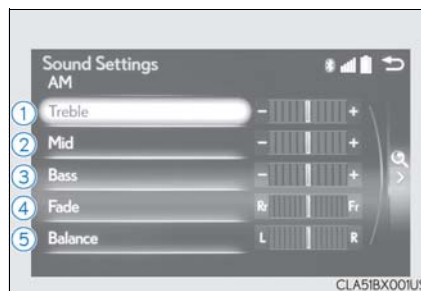 Sound Settings
AM
1 Treble - +
2 Mid - +
3 Bass - +
4 Fade Rr Fr
5 Balance L R
CLA51BX001US